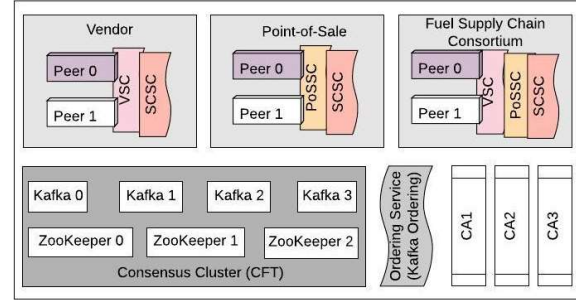 Vendor
Peer 0
Peer 1
VSC
SCSC
Point-of-Sale
Peer 0
Peer 1
PoSSC
SCSC
Fuel Supply Chain
Consortium
Peer 0
Peer 1
VSC
PoSSC
SCSC
Kafka 0
Kafka 1
Kafka 2
Kafka 3
ZooKeeper 0
ZooKeeper 1
ZooKeeper 2
Consensus Cluster (CFT)
Ordering Service
(Kafka Ordering)
CA1
CA2
CA3